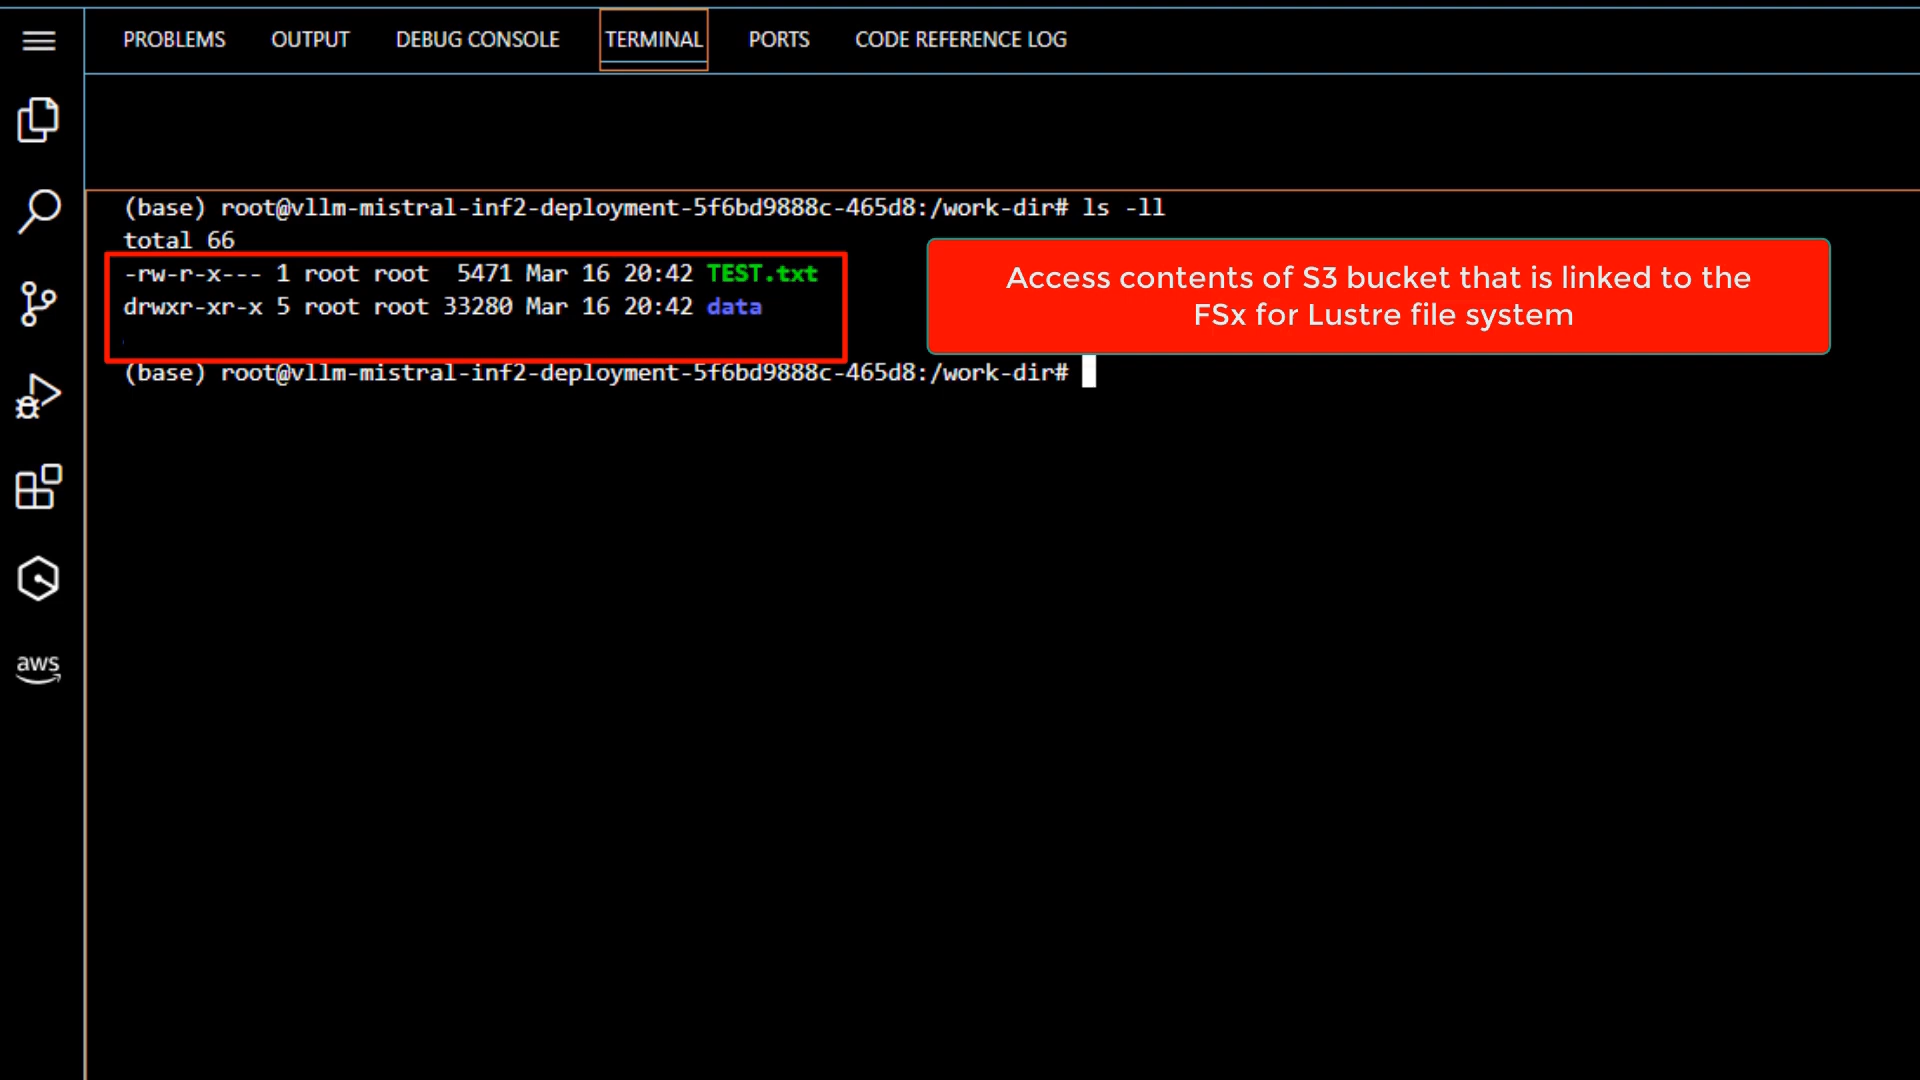 PROBLEMS OUTPUT DEBUG CONSOLE TERMINAL PORTS CODE REFERENCE LOG
(base) root@vllm-mistral-inf2-deployment-5f6bd9888c-465d8:/work-dir# ls -ll
total 66
-rw-r-x--- 1 root root  5471 Mar 16 20:42 TEST.txt
drwxr-xr-x 5 root root 33280 Mar 16 20:42 data
Access contents of S3 bucket that is linked to the
FSx for Lustre file system
(base) root@vllm-mistral-inf2-deployment-5f6bd9888c-465d8:/work-dir#
aws